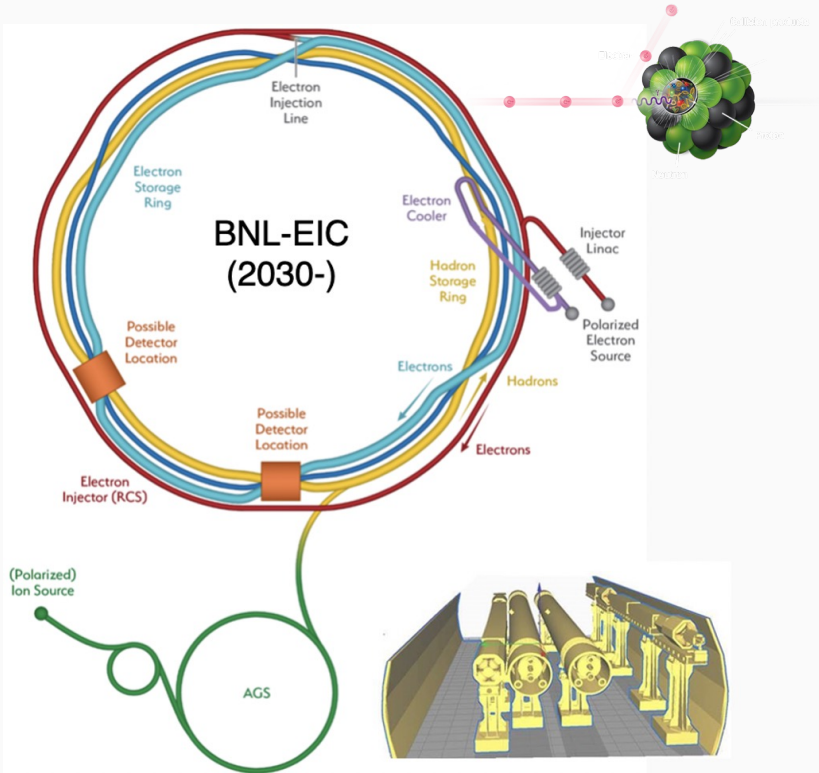 Electron
Injection
Line
Electron
Storage
Ring
BNL-EIC
(2030-)
Electron
Cooler
Injector
Linac
Hadron
Storage
Ring
Polarized
Electron
Source
Possible
Detector
Location
Electrons
Hadrons
Possible
Detector
Location
Electrons
Electron
Injector (RCS)
(Polarized)
Ion Source
AGS